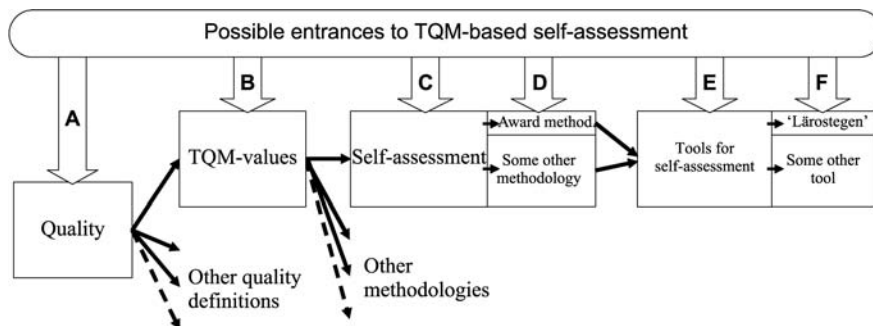 Possible entrances to TQM-based self-assessment
A
B
C
D
E
F
Quality
TQM-values
Self-assessment
Award method
Some other
methodology
Tools for
self-assessment
'Lärostegen'
Some other
tool
Other quality
definitions
Other
methodologies